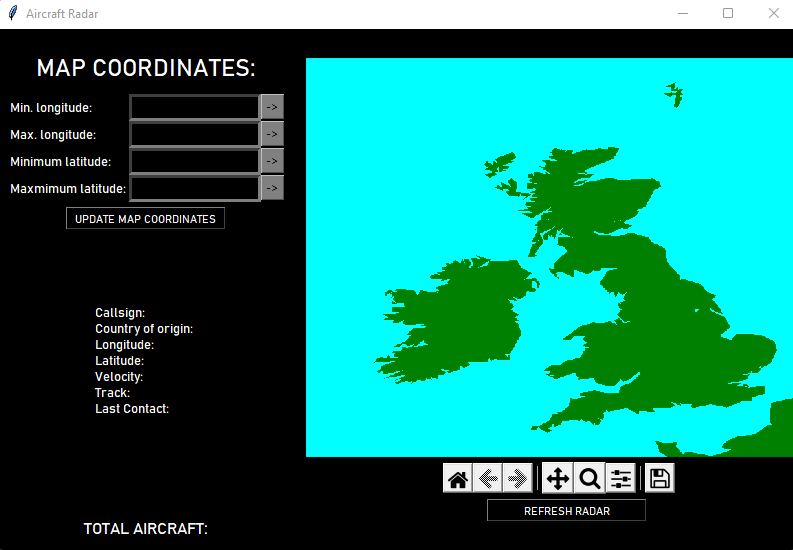 Aircraft Radar
MAP COORDINATES:
Min. longitude:
->
Max. longitude:
->
Minimum latitude:
->
Maxmimum latitude:
->
UPDATE MAP COORDINATES
Callsign:
Country of origin:
Longitude:
Latitude:
Velocity:
Track:
Last Contact:
REFRESH RADAR
TOTAL AIRCRAFT: